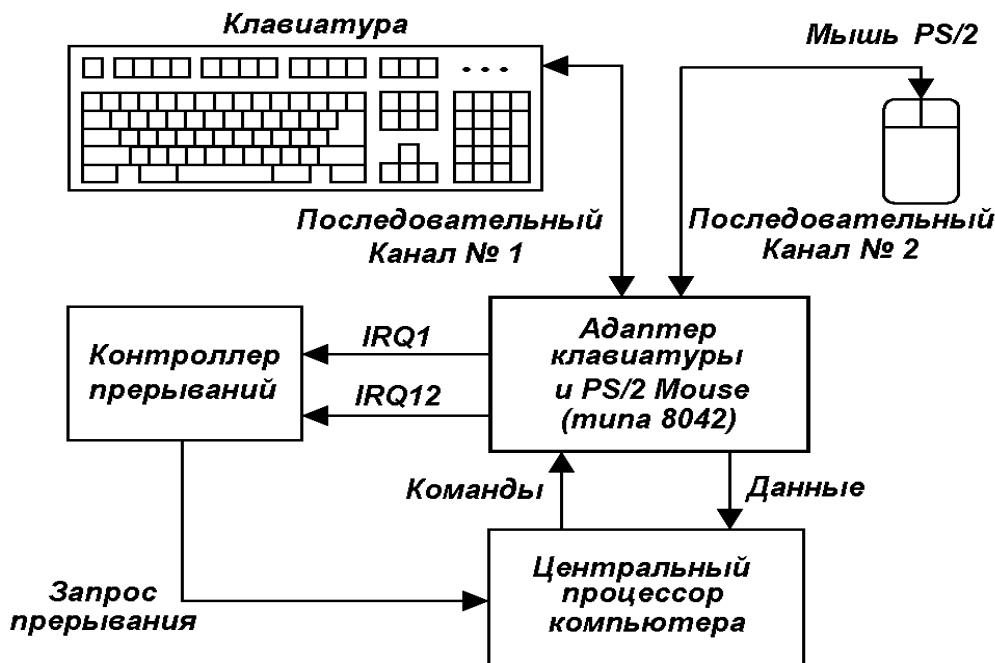 Клавиатура
Мышь PS/2
Последовательный
Канал № 1
Последовательный
Канал № 2
Контроллер
прерываний
IRQ1
IRQ12
Адаптер
клавиатуры
и PS/2 Mouse
(типа 8042)
Команды
Данные
Запрос
прерывания
Центральный
процессор
компьютера